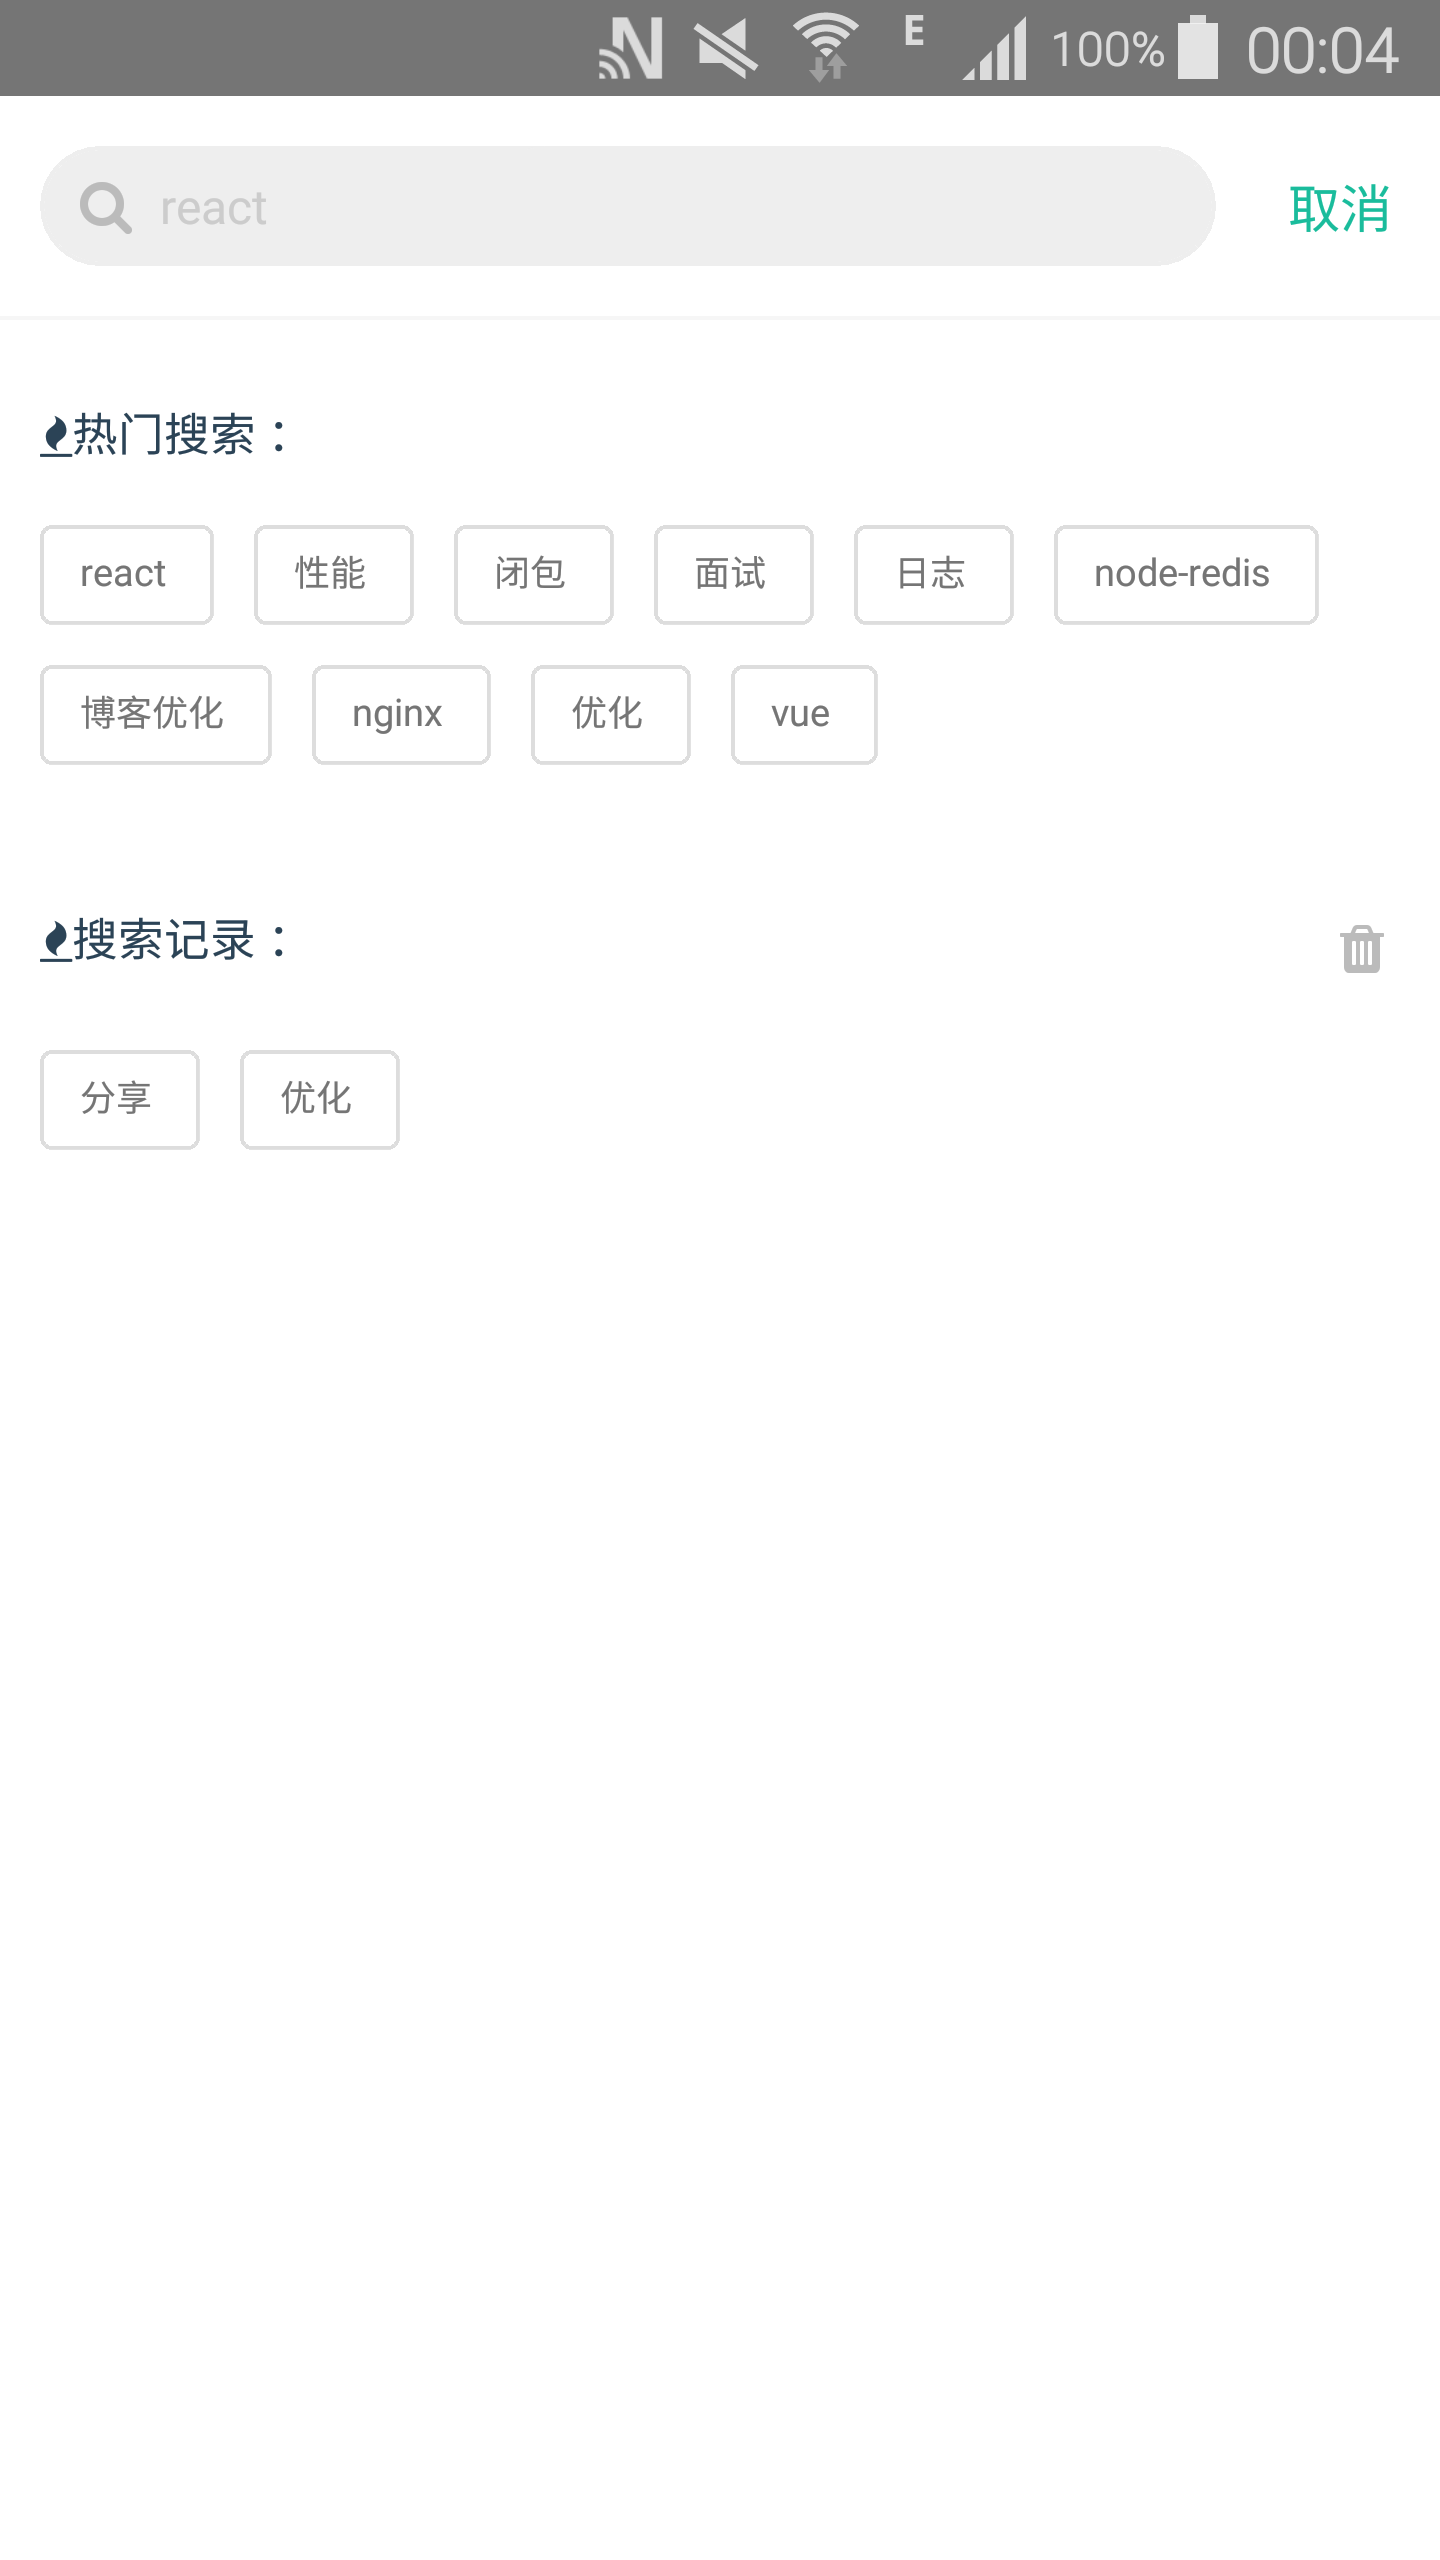 N E 100% 00:04
react 取消
热门搜索：
react 性能 闭包 面试 日志 node-redis
博客优化 nginx 优化 vue
搜索记录：
分享 优化